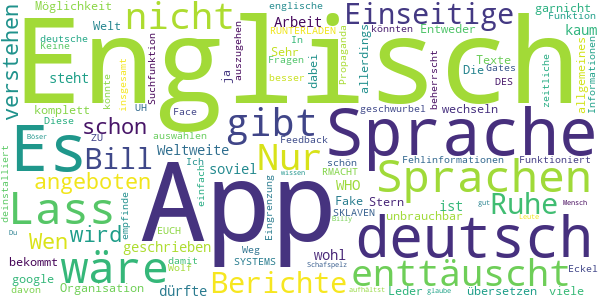 Möglichkeit
Welt
englische
Arbeit
Einseitige
Entweder
garnicht
Funktion
kaum
nicht
deutsche
Keine
konnte
auszugehen
insgesamt
Suchfunktion
RUNTERLADEN
Sehr
In
Fragen
besser
dabei
Propaganda
könnten
allerdings
Texte
Die
Gates
beherrscht
DES
allgemeines
zeitliche
Informationen
verstehen
steht
Englisch
ja
komplett
Diese
ZU
UH
Face
Es
schon
Bill
gibt
geschwurbel
wechseln
Sprache
auswählen
Feedback
Weltweite
Ich
soviel
einfach
Nur
schön
WHO
Fehlinformationen
Funktioniert
Sprachen
deinstalliert
angeboten
Lass
Böser
wird
Wen
geschrieben
empfinde
EUCH
RMACHT
App
Eingrenzung
wissen
Fake
Stern
SKLAVEN
ist
unbrauchbar
Ruhe
deutsch
Du
wäre
bekommt
google
davon
Organisation
Weg
SYSTEMS
damit
Wolf
dürfte
Berichte
wohl
Schafspelz
Billy
Leder
aufhältst
enttäuscht
gut
glaube
übersetzen
Mensch
viele
Eckel